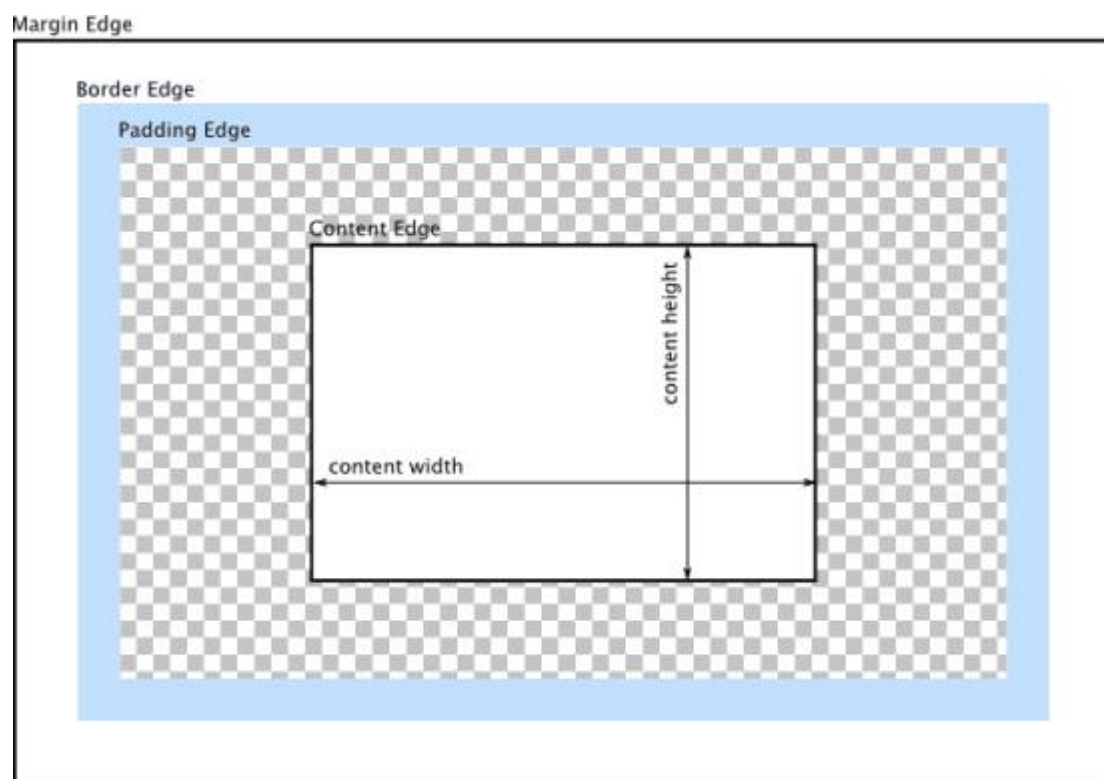 Margin Edge
Border Edge
Padding Edge
Content Edge
content height
content width